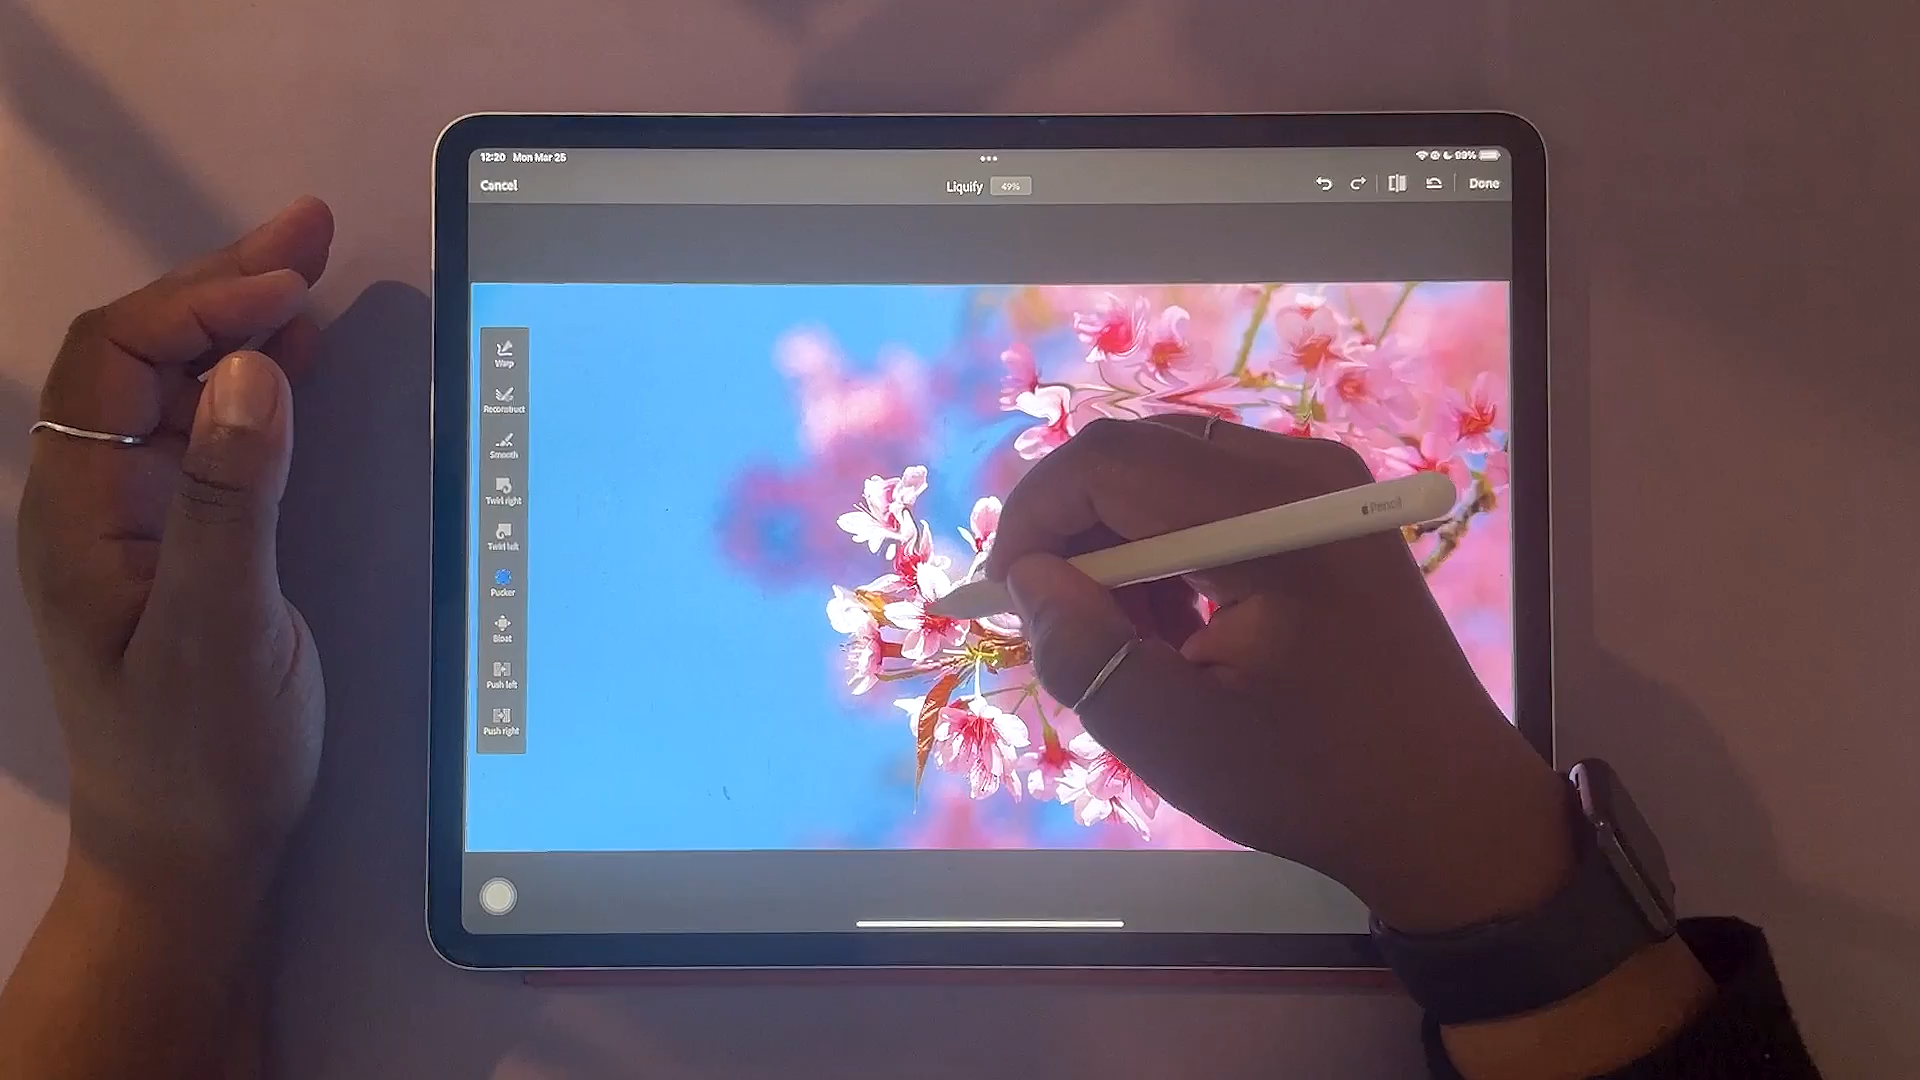 12:20 Mon Mar 25
99%
Cancel
Liquify 49%
Done
Warp
Reconstruct
Smooth
Twirl right
Twirl left
Pucker
Bloat
Push left
Push right
Pencil